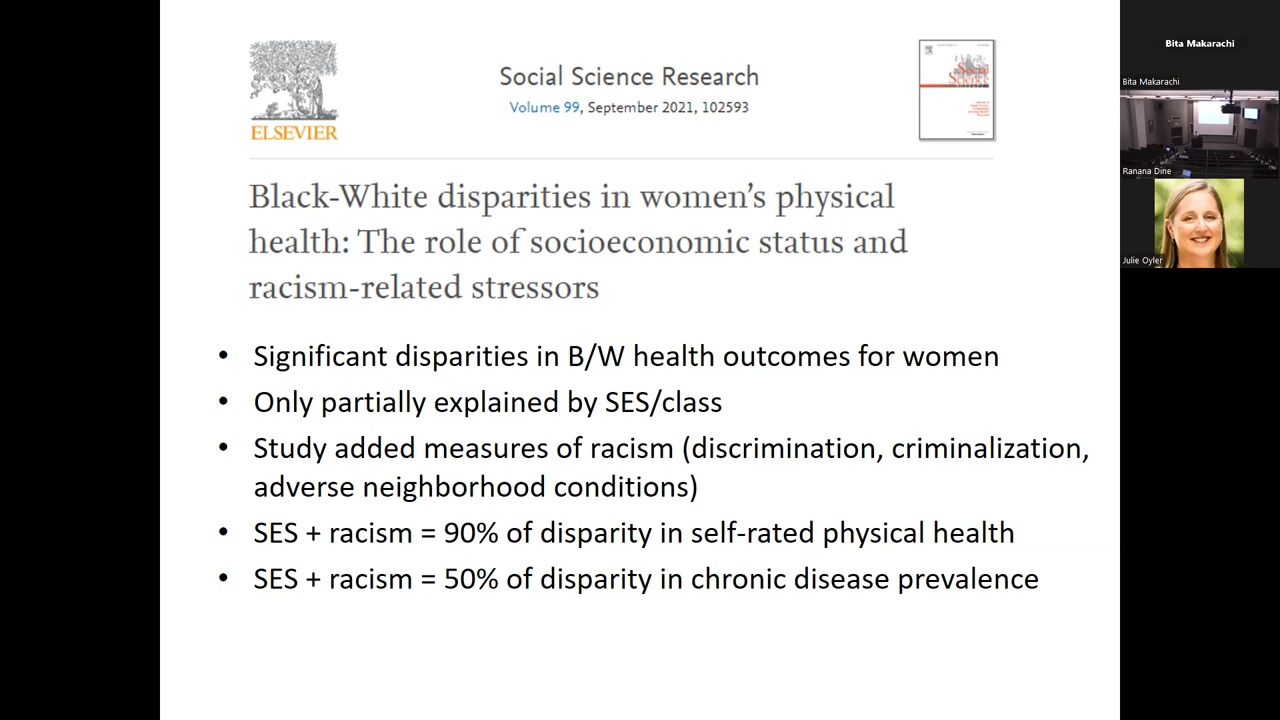 ELSEVIER
Social Science Research
Volume 99, September 2021, 102593
Social
Science
Research
Black-White disparities in women's physical
health: The role of socioeconomic status and
racism-related stressors
• Significant disparities in B/W health outcomes for women
• Only partially explained by SES/class
• Study added measures of racism (discrimination, criminalization,
adverse neighborhood conditions)
• SES + racism = 90% of disparity in self-rated physical health
• SES + racism = 50% of disparity in chronic disease prevalence
Bita Makarachi
Bita Makarachi
Ranana Dine
Julie Oyler